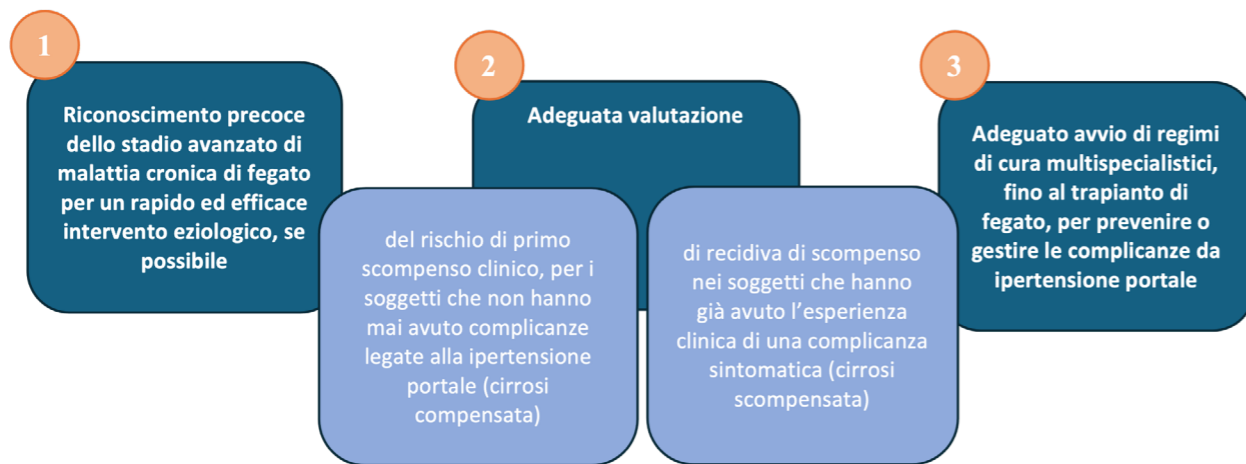 1
Riconoscimento precoce
dello stadio avanzato di
malattia cronica di fegato
per un rapido ed efficace
intervento eziologico, se
possibile
2
Adeguata valutazione
del rischio di primo
scompenso clinico, per i
soggetti che non hanno
mai avuto complicanze
legate alla ipertensione
portale (cirrosi
compensata)
di recidiva di scompenso
nei soggetti che hanno
già avuto l’esperienza
clinica di una complicanza
sintomatica (cirrosi
scompensata)
3
Adeguato avvio di regimi
di cura multispecialistici,
fino al trapianto di
fegato, per prevenire o
gestire le complicanze da
ipertensione portale